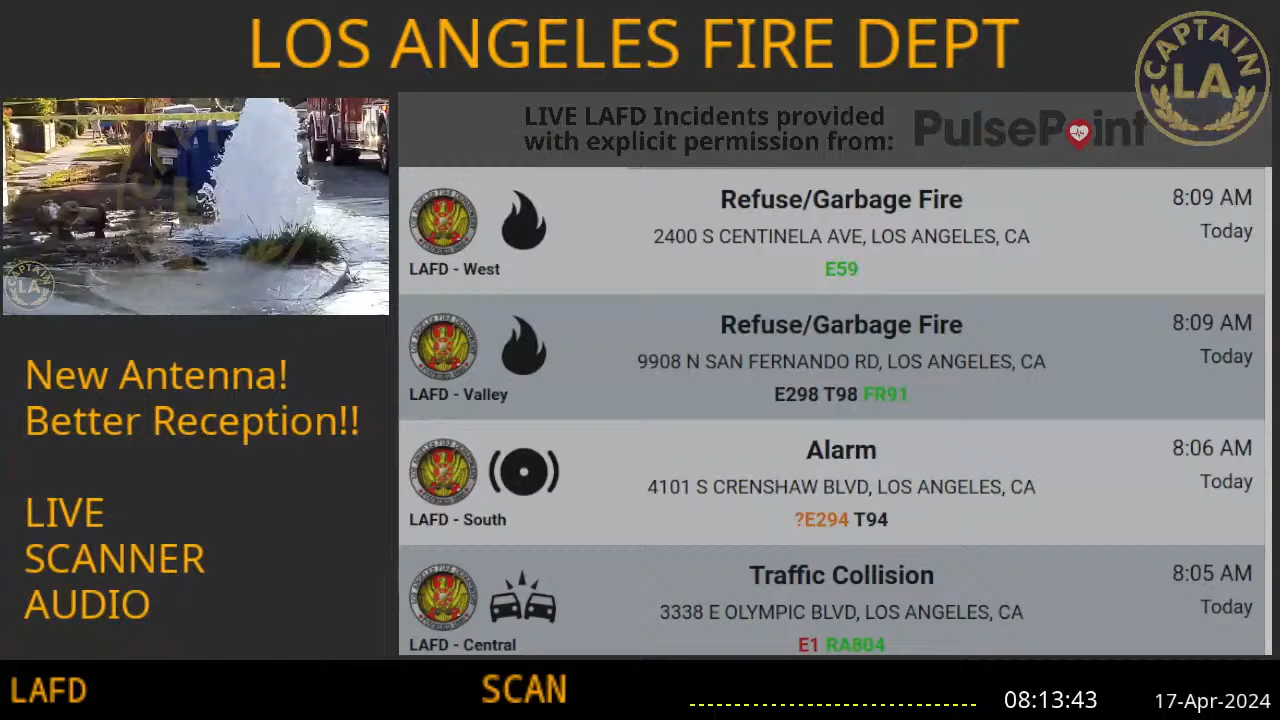 LOS ANGELES FIRE DEPT
CAPTAIN
LA
LIVE LAFD Incidents provided
with explicit permission from:
PulsePoint
Refuse/Garbage Fire
8:09 AM
2400 S CENTINELA AVE, LOS ANGELES, CA
Today
LAFD - West
E59
Refuse/Garbage Fire
8:09 AM
9908 N SAN FERNANDO RD, LOS ANGELES, CA
Today
LAFD - Valley
E298 T98 FR91
Alarm
8:06 AM
4101 S CRENSHAW BLVD, LOS ANGELES, CA
Today
LAFD - South
?E294 T94
Traffic Collision
8:05 AM
3338 E OLYMPIC BLVD, LOS ANGELES, CA
Today
LAFD - Central
E1 RA804
CAPTAIN
LA
New Antenna!
Better Reception!!
LIVE
SCANNER
AUDIO
LAFD
SCAN
08:13:43
17-Apr-2024